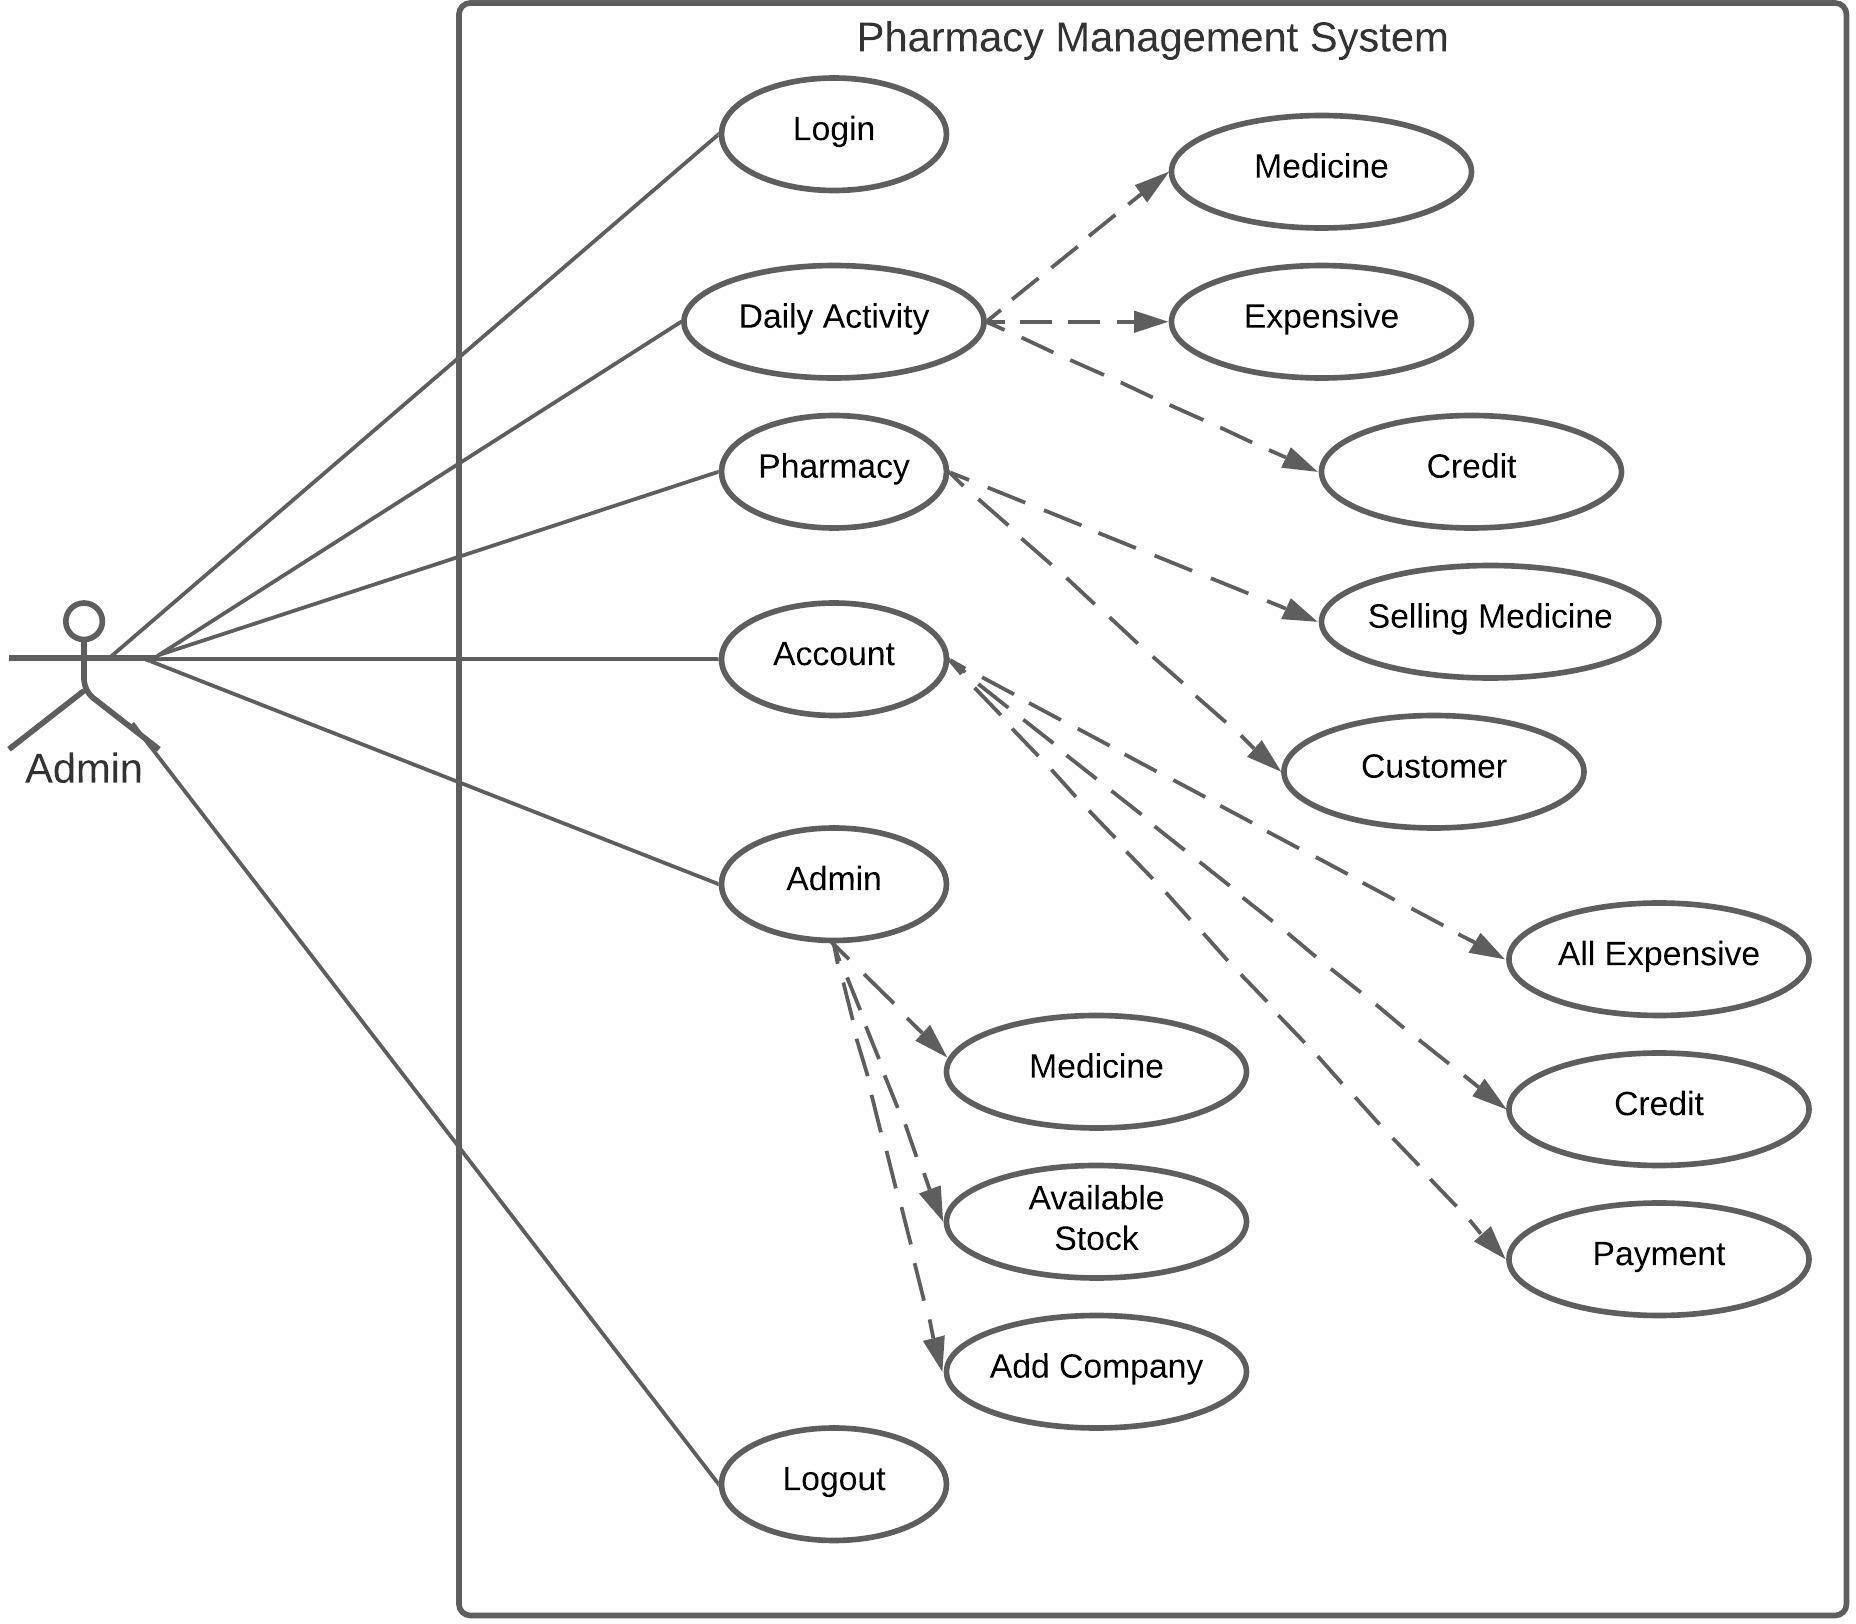 Pharmacy Management System
Login
Medicine
Daily Activity
Expensive
Pharmacy
Credit
Selling Medicine
Account
Customer
Admin
Admin
All Expensive
Medicine
Credit
Available
Stock
Payment
Add Company
Logout